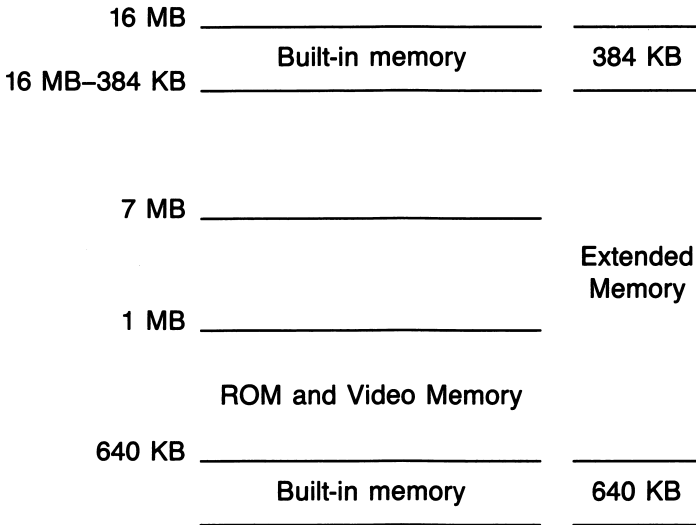 16 MB
Built-in memory 384 KB
16 MB–384 KB
7 MB
Extended
Memory
1 MB
ROM and Video Memory
640 KB
Built-in memory 640 KB